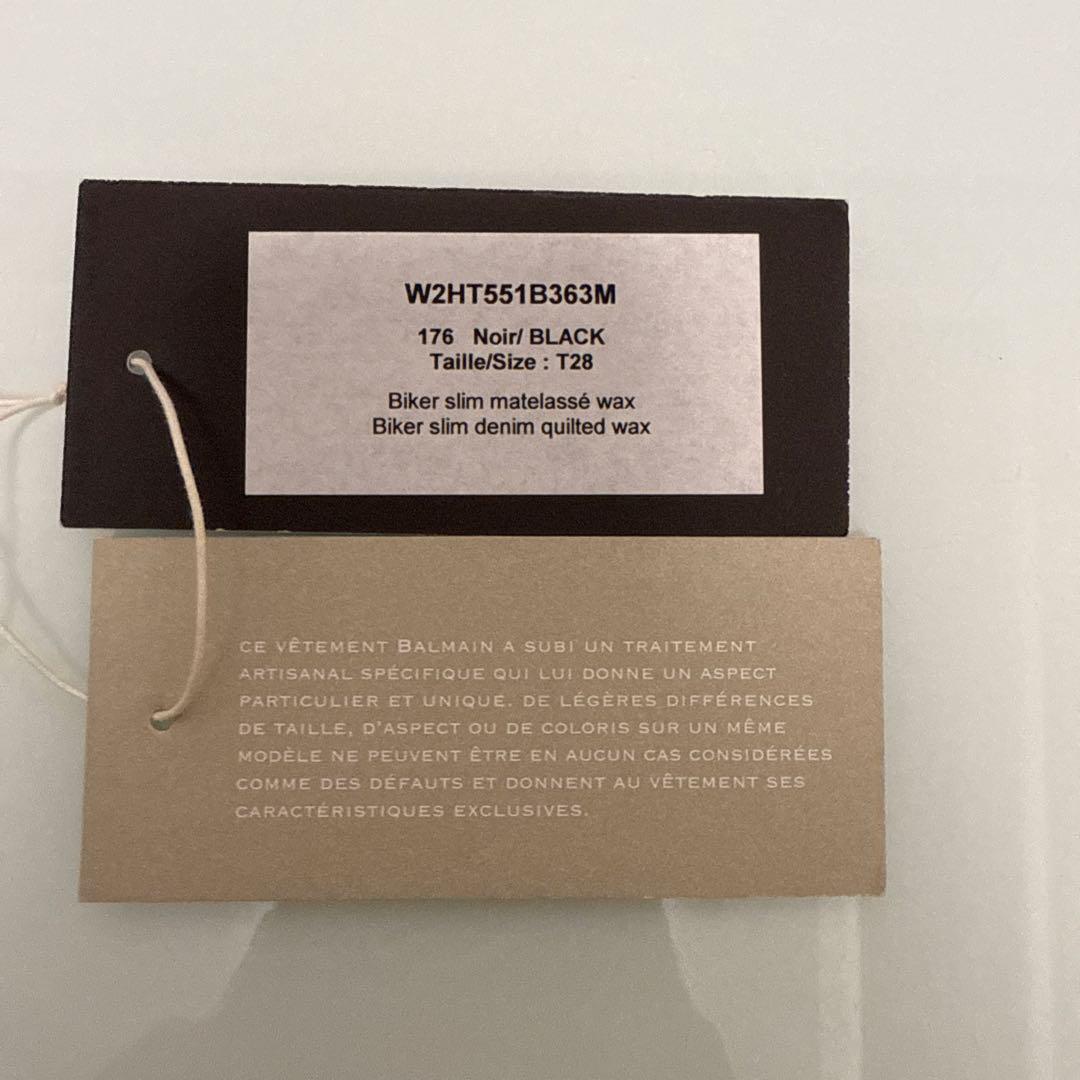 W2HT551B363M
176 Noir/ BLACK
Taille/Size : T28
Biker slim matelassé wax
Biker slim denim quilted wax
CE VÊTEMENT BALMAIN A SUBI UN TRAITEMENT
ARTISANAL SPÉCIFIQUE QUI LUI DONNE UN ASPECT
PARTICULIER ET UNIQUE. DE LÉGÈRES DIFFÉRENCES
DE TAILLE, D'ASPECT OU DE COLORIS SUR UN MÊME
MODÈLE NE PEUVENT ÊTRE EN AUCUN CAS CONSIDÉRÉES
COMME DES DÉFAUTS ET DONNENT AU VÊTEMENT SES
CARACTÉRISTIQUES EXCLUSIVES.